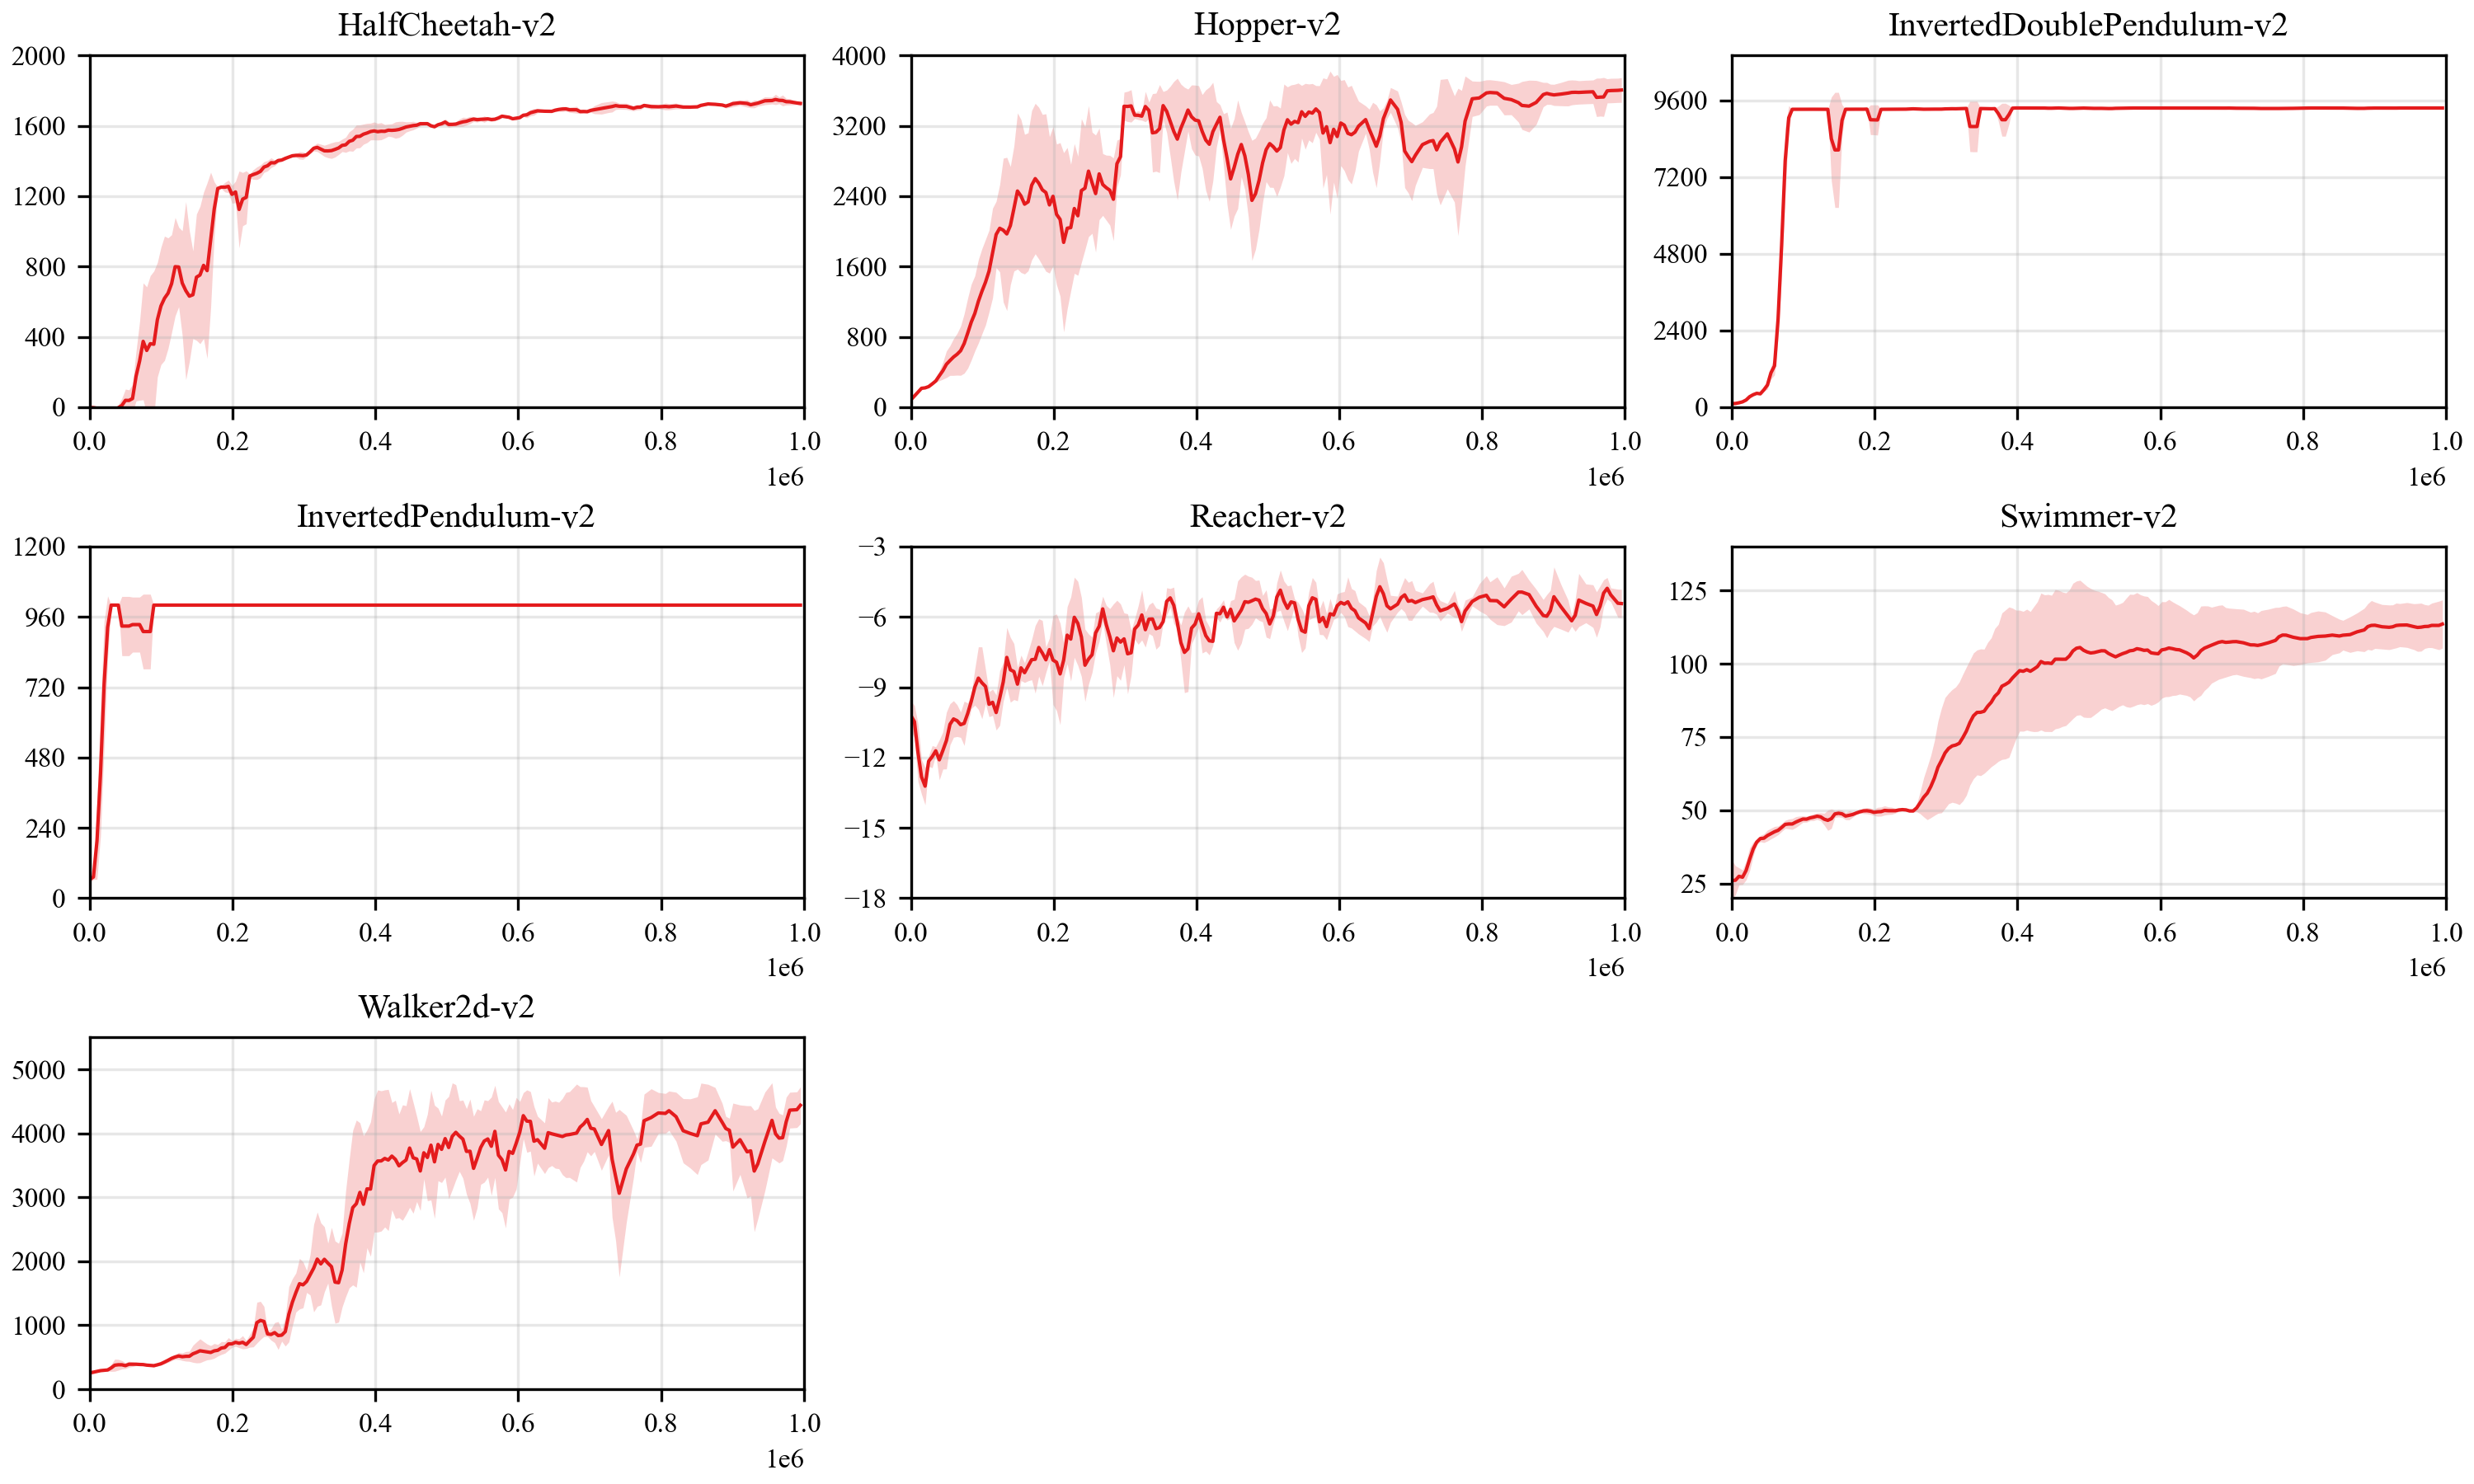 HalfCheetah-v2
2000
1600
1200
800
400
0
0.0 0.2 0.4 0.6 0.8 1.0
1e6
Hopper-v2
4000
3200
2400
1600
800
0
0.0 0.2 0.4 0.6 0.8 1.0
1e6
InvertedDoublePendulum-v2
9600
7200
4800
2400
0
0.0 0.2 0.4 0.6 0.8 1.0
1e6
InvertedPendulum-v2
1200
960
720
480
240
0
0.0 0.2 0.4 0.6 0.8 1.0
1e6
Reacher-v2
−3
−6
−9
−12
−15
−18
0.0 0.2 0.4 0.6 0.8 1.0
1e6
Swimmer-v2
125
100
75
50
25
0.0 0.2 0.4 0.6 0.8 1.0
1e6
Walker2d-v2
5000
4000
3000
2000
1000
0
0.0 0.2 0.4 0.6 0.8 1.0
1e6